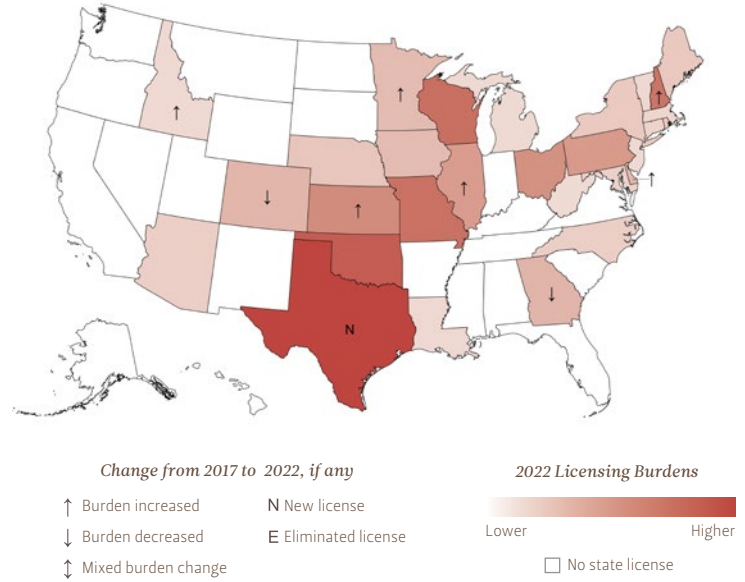 ↑
↑
↑
↑
↑
↓
↑
↓
N
Change from 2017 to 2022, if any
↑ Burden increased
N New license
↓ Burden decreased
E Eliminated license
↕ Mixed burden change
2022 Licensing Burdens
Lower Higher
No state license